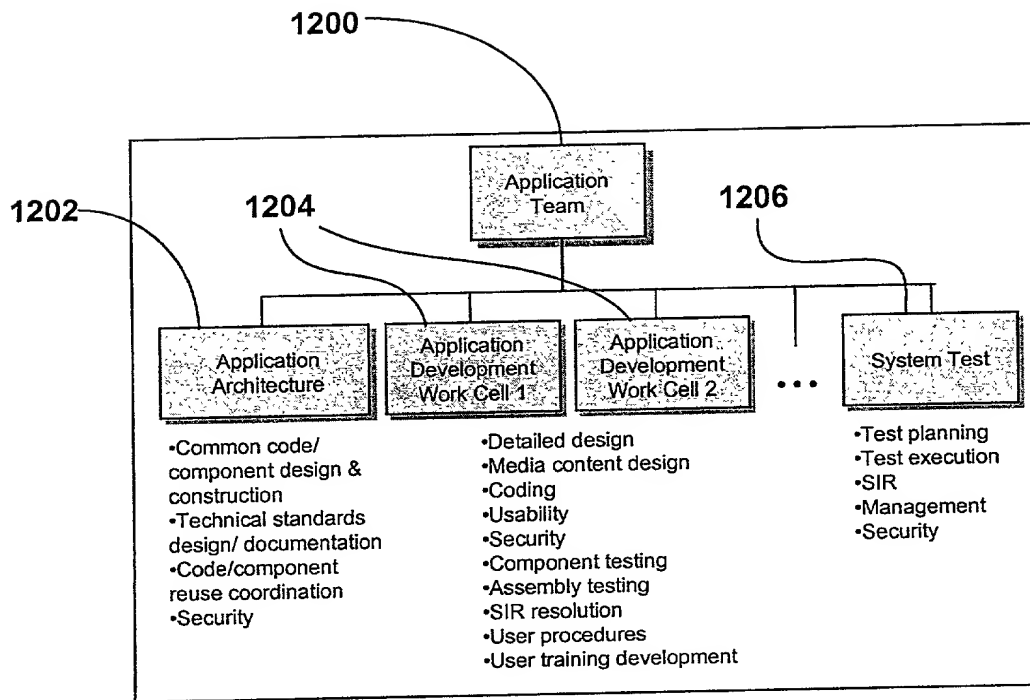 1200
Application
Team
1202
1204
1206
Application
Architecture
Application
Development
Work Cell 1
Application
Development
Work Cell 2
•••
System Test
•Common code/
component design &
construction
•Technical standards
design/ documentation
•Code/component
reuse coordination
•Security
•Detailed design
•Media content design
•Coding
•Usability
•Security
•Component testing
•Assembly testing
•SIR resolution
•User procedures
•User training development
•Test planning
•Test execution
•SIR
•Management
•Security